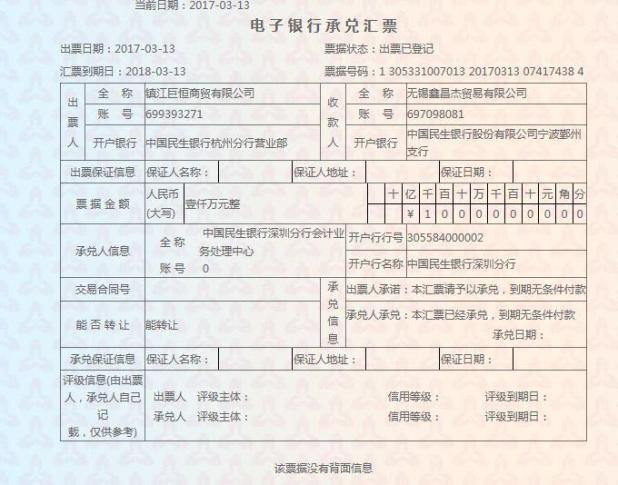 当前日期：2017-03-13
电子银行承兑汇票
出票日期：2017-03-13 票据状态：出票已登记
汇票到期日：2018-03-13 票据号码：1 305331007013 20170313 07417438 4
出票人 全 称 镇江巨恒商贸有限公司 收款人 全 称 无锡鑫昌杰贸易有限公司
账 号 699393271 账 号 697098081
开户银行 中国民生银行杭州分行营业部 开户银行 中国民生银行股份有限公司宁波鄞州
支行
出票保证信息 保证人名称： 保证人地址： 保证日期：
票据金额 人民币 壹仟万元整 十 亿 千 百 十 万 千 百 十 元 角 分
(大写) ¥ 1 0 0 0 0 0 0 0 0 0
承兑人信息 全称 中国民生银行深圳分行会计业 开户行行号 305584000002
务处理中心
账号 0 开户行名称 中国民生银行深圳分行
交易合同号 承兑信息 出票人承诺：本汇票请予以承兑，到期无条件付款
能否转让 能转让 承兑人承兑：本汇票已经承兑，到期无条件付款
承兑日期：
承兑保证信息 保证人名称： 保证人地址： 保证日期：
评级信息(由出票
人，承兑人自己 出票人 评级主体： 信用等级： 评级到期日：
记
载，仅供参考) 承兑人 评级主体： 信用等级： 评级到期日：
该票据没有背面信息